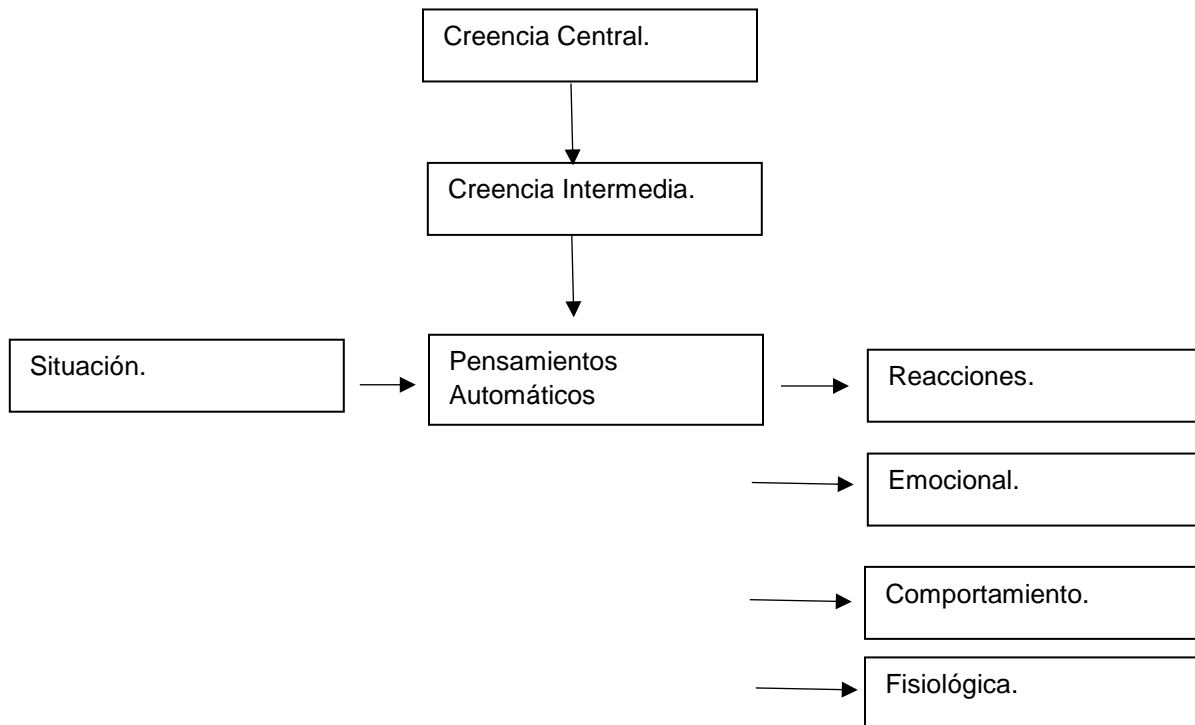 Creencia Central.
Creencia Intermedia.
Situación.
Pensamientos
Automáticos
Reacciones.
Emocional.
Comportamiento.
Fisiológica.